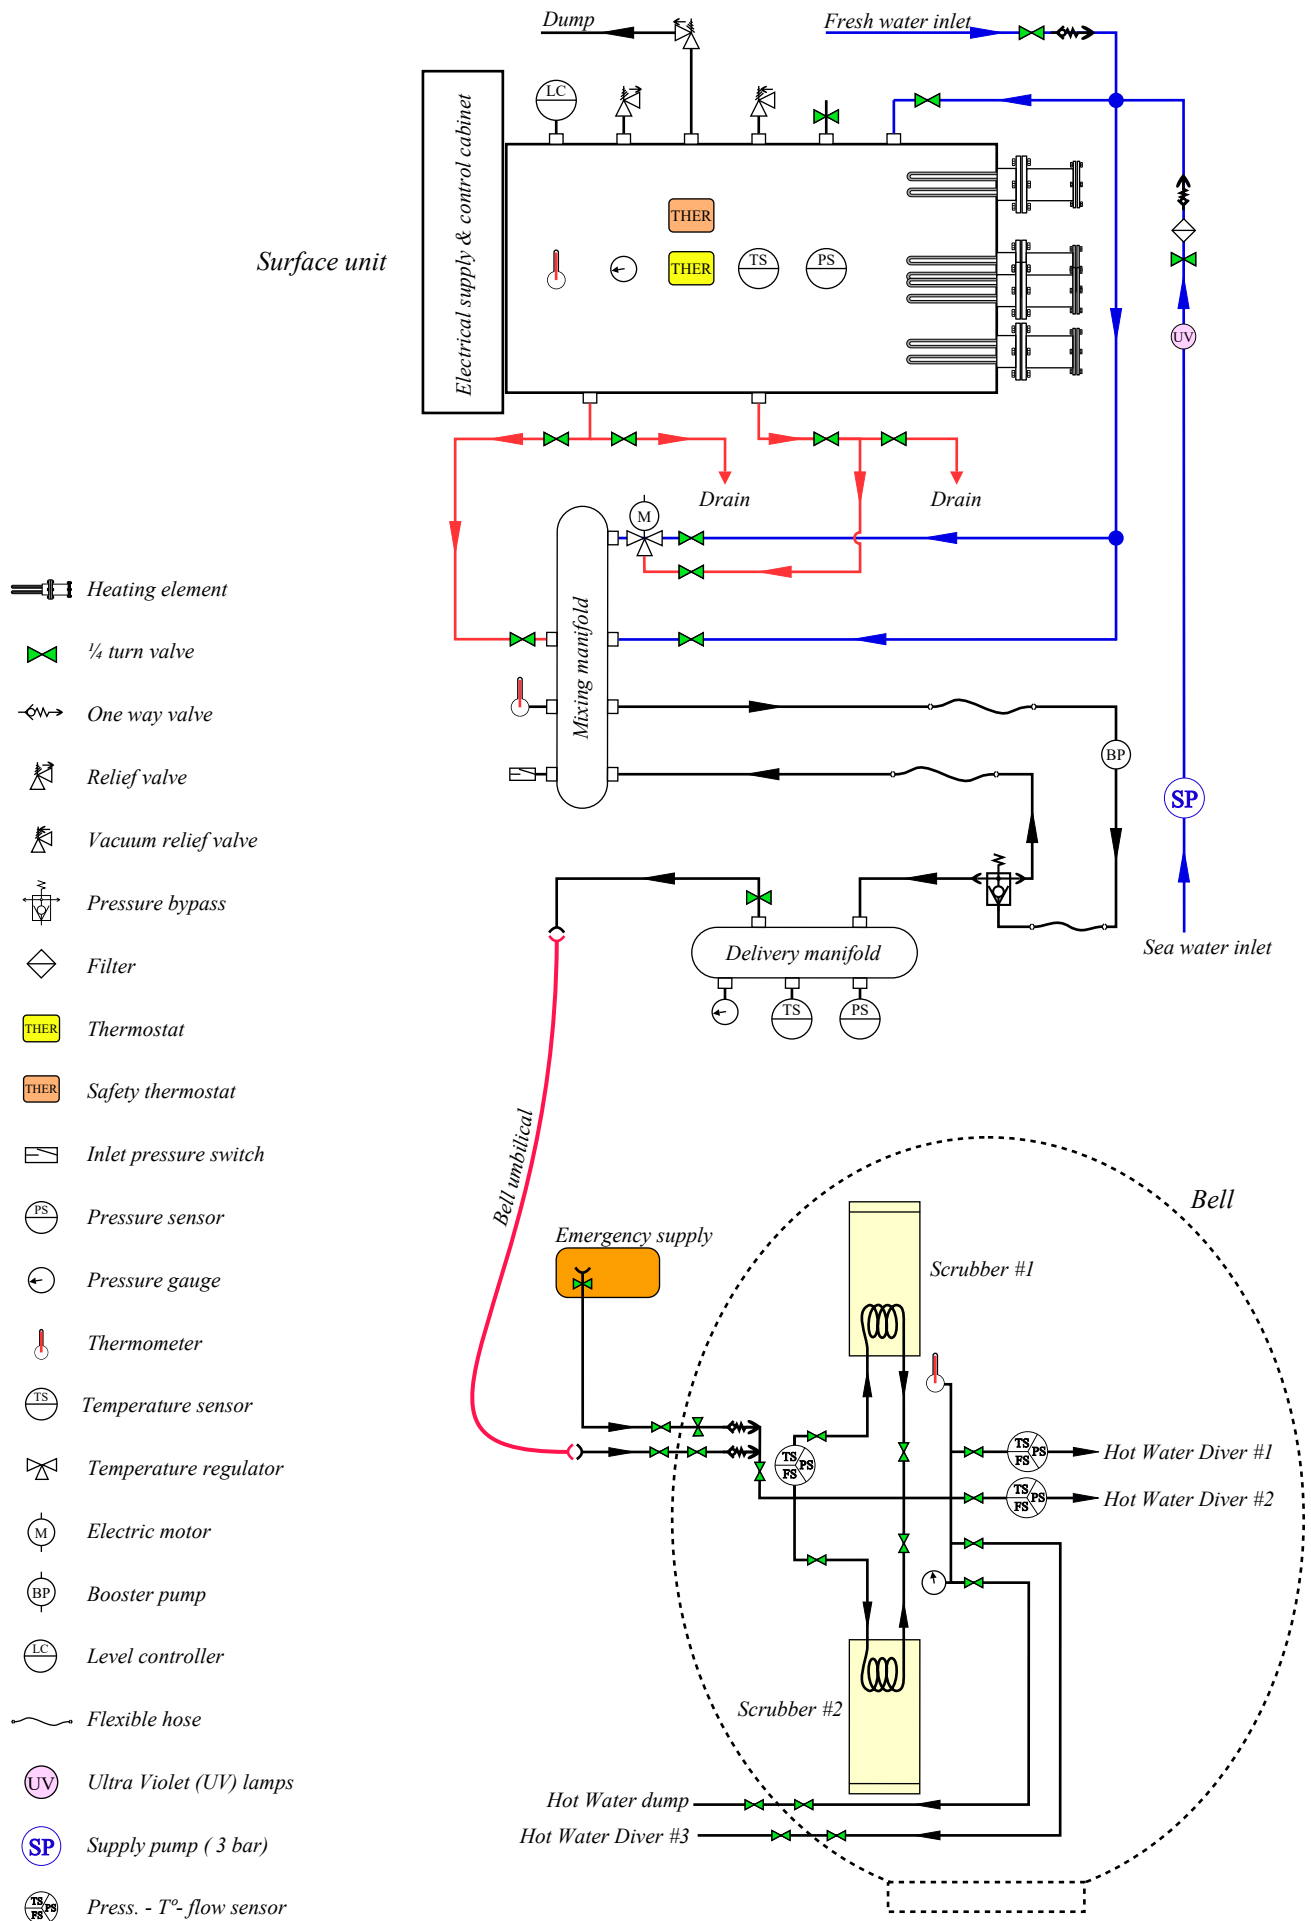 Dump
Fresh water inlet
LC
Electrical supply & control cabinet
Surface unit
THER
THER
TS
PS
UV
Drain
Drain
M
Mixing manifold
BP
SP
Sea water inlet
Delivery manifold
TS
PS
Bell umbilical
Emergency supply
Bell
Scrubber #1
TS
FS
PS
TS
FS
PS
Hot Water Diver #1
TS
FS
PS
Hot Water Diver #2
Scrubber #2
Hot Water dump
Hot Water Diver #3
Heating element
¼ turn valve
One way valve
Relief valve
Vacuum relief valve
Pressure bypass
Filter
THER Thermostat
THER Safety thermostat
Inlet pressure switch
PS Pressure sensor
Pressure gauge
Thermometer
TS Temperature sensor
Temperature regulator
M Electric motor
BP Booster pump
LC Level controller
Flexible hose
UV Ultra Violet (UV) lamps
SP Supply pump ( 3 bar)
TS FS PS Press. - Tº- flow sensor